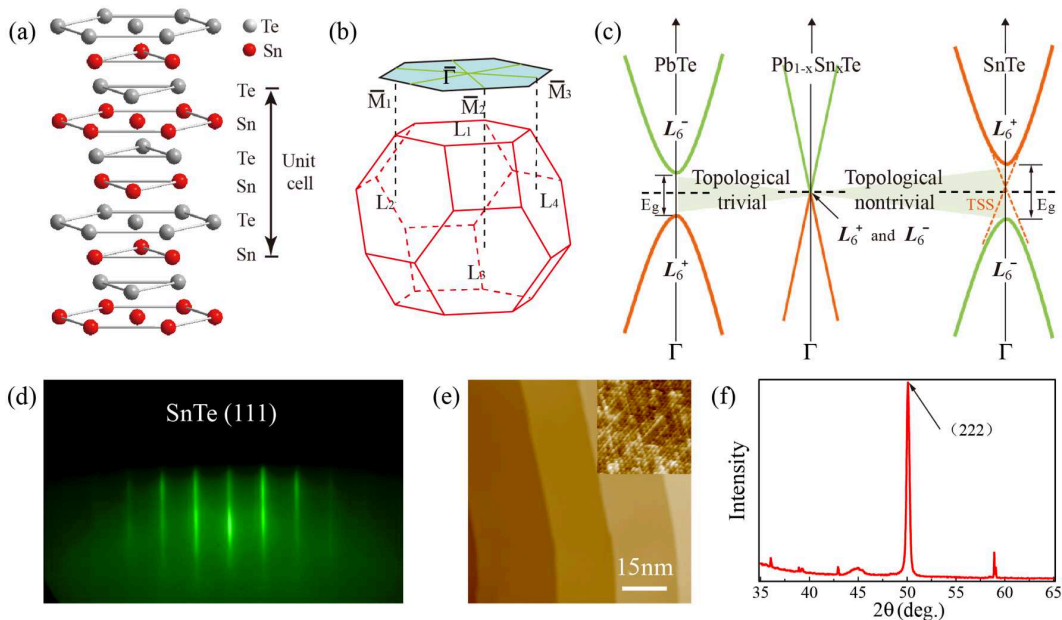 (a)
Te
Sn
Te
Sn
Te
Sn
Te
Sn
Unit
cell
(b)
Γ̄
M̄1
M̄2
M̄3
L1
L2
L4
L3
(c)
PbTe
Pb1-xSnxTe
SnTe
L6-
L6+
Topological
trivial
Topological
nontrivial
Eg
TSS
Eg
L6+ and L6-
L6+
L6-
Γ
Γ
Γ
(d)
SnTe (111)
(e)
15nm
(f)
(222)
Intensity
35 40 45 50 55 60 65
2θ(deg.)